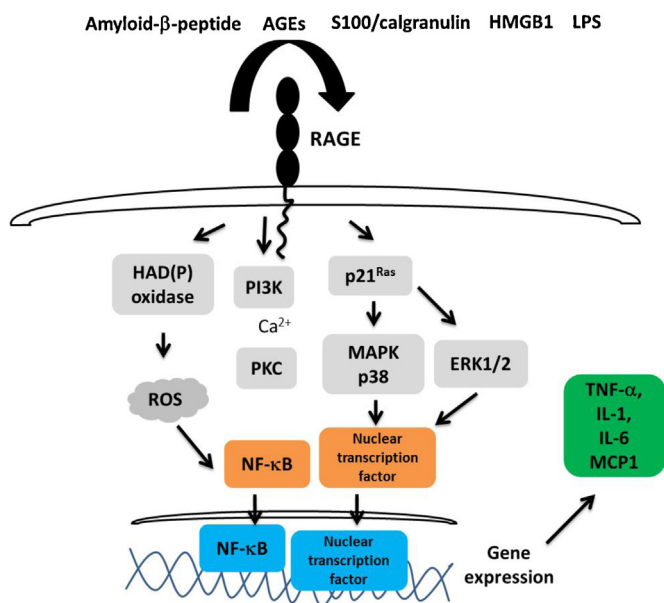 Amyloid-β-peptide AGEs S100/calgranulin HMGB1 LPS
RAGE
HAD(P)
oxidase
PI3K
p21Ras
Ca2+
PKC
MAPK
p38
ERK1/2
ROS
TNF-α,
IL-1,
IL-6
MCP1
NF-κB
Nuclear
transcription
factor
NF-κB
Nuclear
transcription
factor
Gene
expression